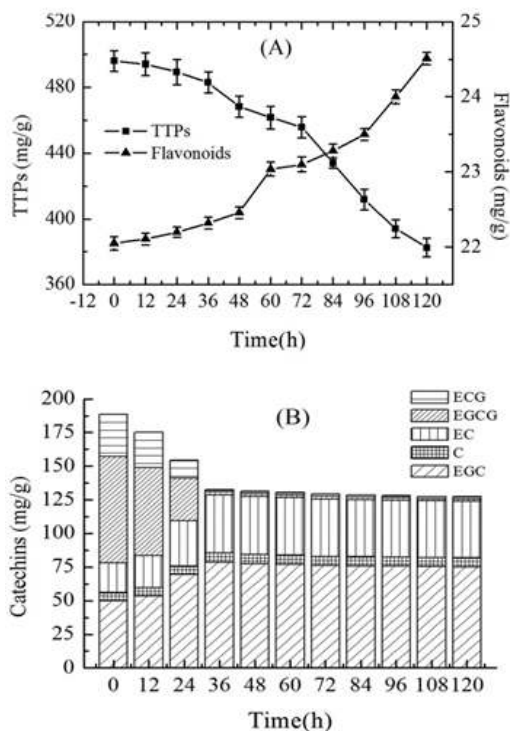 (A)
520
480
440
400
360
TTPs (mg/g)
25
24
23
22
Flavonoids (mg/g)
TTPs
Flavonoids
-12 0 12 24 36 48 60 72 84 96 108 120
Time(h)
(B)
200
175
150
125
100
75
50
25
0
Catechins (mg/g)
ECG
EGCG
EC
C
EGC
0 12 24 36 48 60 72 84 96 108 120
Time(h)